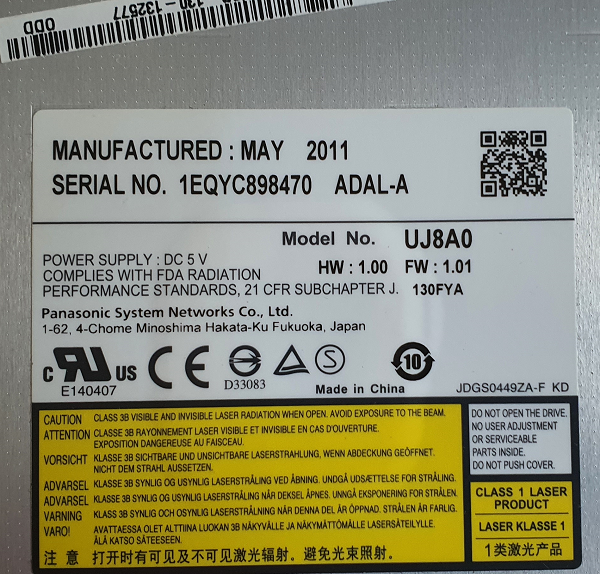 130-132577
ODD
MANUFACTURED : MAY 2011
SERIAL NO. 1EQYC898470 ADAL-A
Model No. UJ8A0
POWER SUPPLY : DC 5 V
HW : 1.00 FW : 1.01
COMPLIES WITH FDA RADIATION
PERFORMANCE STANDARDS, 21 CFR SUBCHAPTER J. 130FYA
Panasonic System Networks Co., Ltd.
1-62, 4-Chome Minoshima Hakata-Ku Fukuoka, Japan
c RU us
CE
S
10
E140407
D33083
Made in China
JDGS0449ZA-F KD
CAUTION CLASS 3B VISIBLE AND INVISIBLE LASER RADIATION WHEN OPEN. AVOID EXPOSURE TO THE BEAM.
ATTENTION CLASSE 3B RAYONNEMENT LASER VISIBLE ET INVISIBLE EN CAS D'OUVERTURE.
EXPOSITION DANGEREUSE AU FAISCEAU.
VORSICHT KLASSE 3B SICHTBARE UND UNSICHTBARE LASERSTRAHLUNG, WENN ABDECKUNG GEÖFFNET.
NICHT DEM STRAHL AUSSETZEN.
ADVARSEL KLASSE 3B SYNLIG OG USYNLIG LASERSTRÅLING VED ÅBNING. UNDGÅ UDSÆTTELSE FOR STRÅLING.
ADVARSEL KLASSE 3B SYNLIG OG USYNLIG LASERSTRÅLING NÅR DEKSEL ÅPNES. UNNGÅ EKSPONERING FOR STRÅLEN.
VARNING KLASS 3B SYNLIG OCH OSYNLIG LASERSTRÅLNING NÄR DENNA DEL ÄR ÖPPNAD. STRÅLEN ÄR FARLIG.
VARO! AVATTAESSA OLET ALTTIINA LUOKAN 3B NÄKYVÄLLE JA NÄKYMÄTTÖMÄLLE LASERSÄTEILYLLE.
ÄLÄ KATSO SÄTEESEEN.
注 意 打开时有可见及不可见激光辐射。避免光束照射。
DO NOT OPEN THE DRIVE.
NO USER ADJUSTMENT
OR SERVICEABLE
PARTS INSIDE.
DO NOT PUSH COVER.
CLASS 1 LASER
PRODUCT
LASER KLASSE 1
1类激光产品